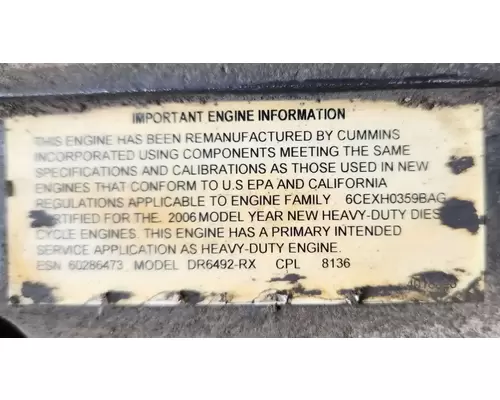 IMPORTANT ENGINE INFORMATION
THIS ENGINE HAS BEEN REMANUFACTURED BY CUMMINS
INCORPORATED USING COMPONENTS MEETING THE SAME
SPECIFICATIONS AND CALIBRATIONS AS THOSE USED IN NEW
ENGINES THAT CONFORM TO U.S EPA AND CALIFORNIA
REGULATIONS APPLICABLE TO ENGINE FAMILY 6CEXH0359BAG
CERTIFIED FOR THE. 2006 MODEL YEAR NEW HEAVY-DUTY DIES
CYCLE ENGINES. THIS ENGINE HAS A PRIMARY INTENDED
SERVICE APPLICATION AS HEAVY-DUTY ENGINE.
ESN 60286473 MODEL DR6492-RX CPL 8136